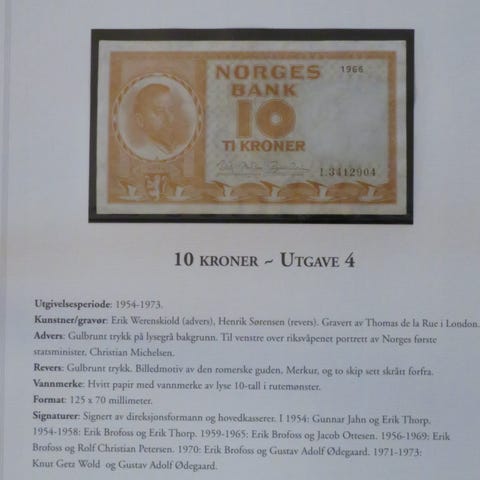 NORGES
1966
BANK
10
TI KRONER
I.3412904
10 KRONER ~ UTGAVE 4
Utgivelsesperiode: 1954-1973.
Kunstner/gravør: Erik Werenskiold (advers), Henrik Sørensen (revers). Gravert av Thomas de la Rue i London.
Advers: Gulbrunt trykk på lysegrå bakgrunn. Til venstre over riksvåpenet portrett av Norges første
statsminister, Christian Michelsen.
Revers: Gulbrunt trykk. Billedmotiv av den romerske guden, Merkur, og to skip sett skrått forfra.
Vannmerke: Hvitt papir med vannmerke av lyse 10-tall i rutemønster.
Format: 125 x 70 millimeter.
Signaturer: Signert av direksjonsformann og hovedkasserer. I 1954: Gunnar Jahn og Erik Thorp.
1954-1958: Erik Brofoss og Erik Thorp. 1959-1965: Erik Brofoss og Jacob Ottesen. 1956-1969: Erik
Brofoss og Rolf Christian Petersen. 1970: Erik Brofoss og Gustav Adolf Ødegaard. 1971-1973:
Knut Getz Wold og Gustav Adolf Ødegaard.